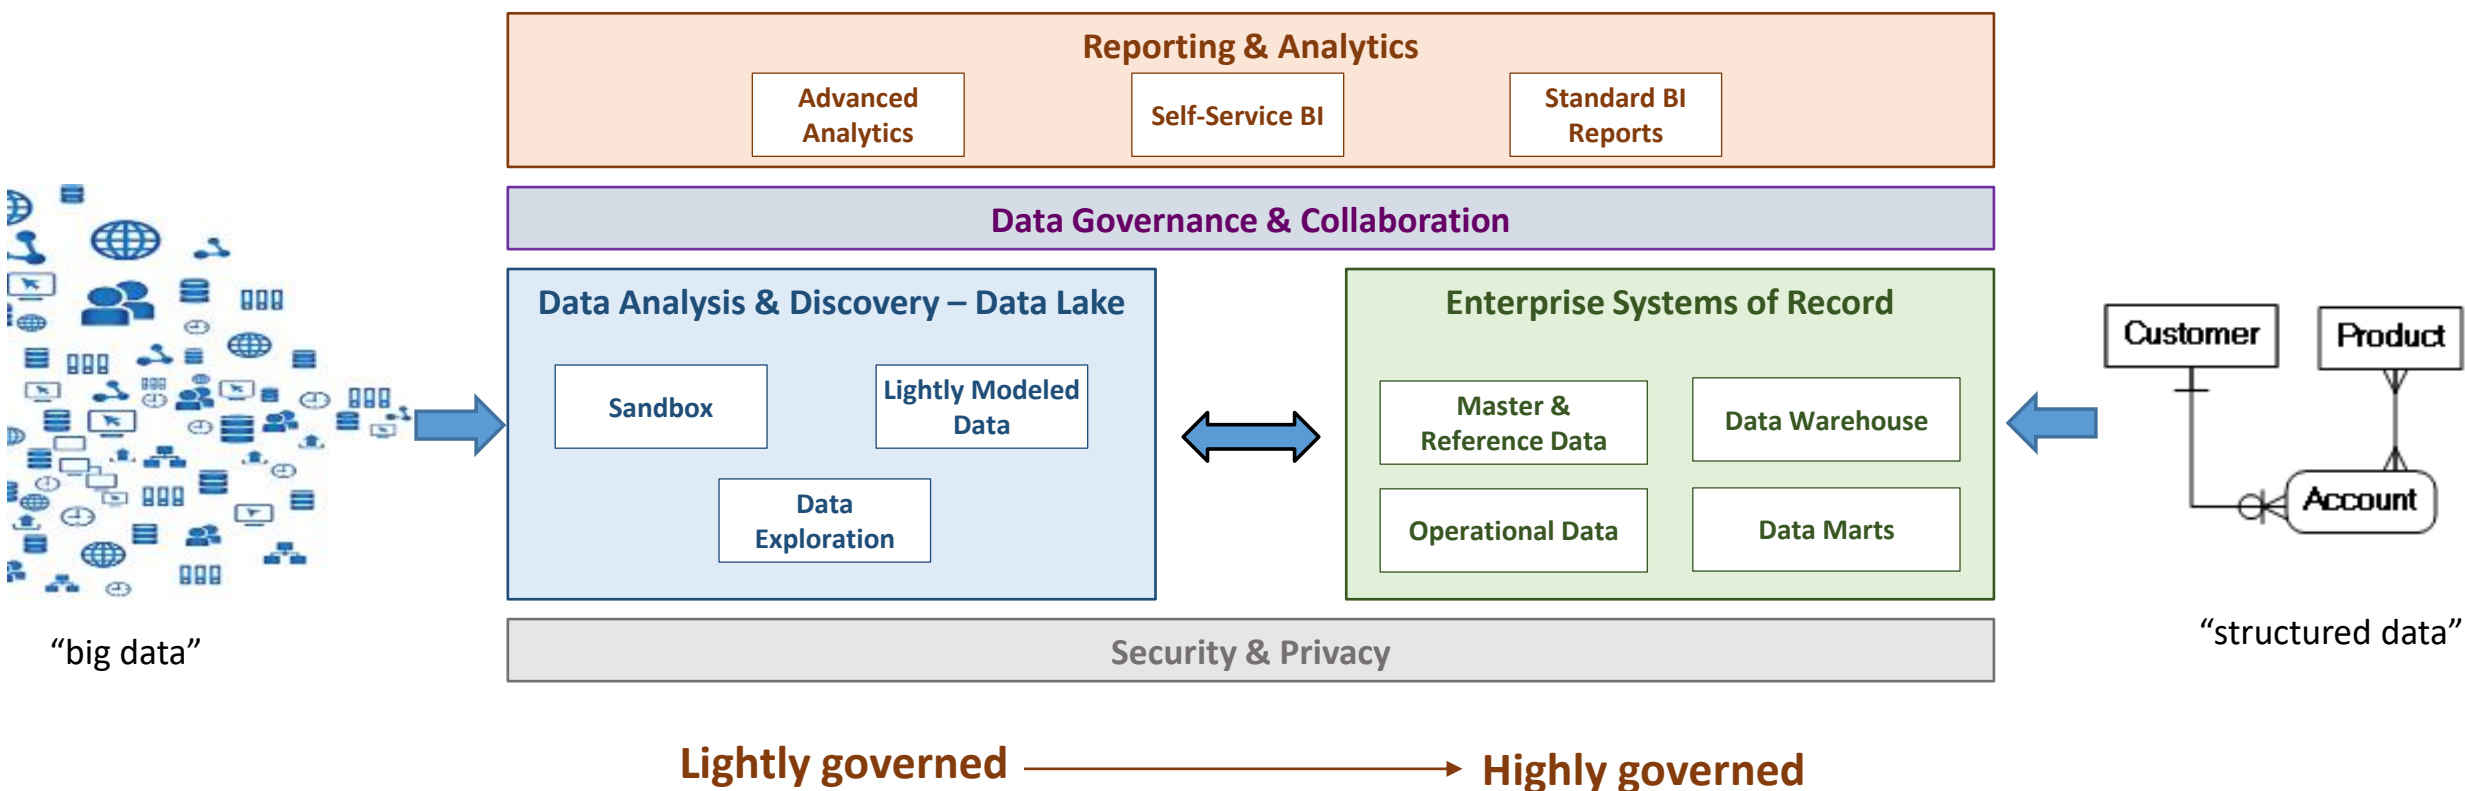 Reporting & Analytics
Advanced
Analytics
Self-Service BI
Standard BI
Reports
Data Governance & Collaboration
Data Analysis & Discovery – Data Lake
Sandbox
Lightly Modeled
Data
Data
Exploration
Enterprise Systems of Record
Master &
Reference Data
Data Warehouse
Operational Data
Data Marts
Customer
Product
Account
“big data”
“structured data”
Security & Privacy
Lightly governed
Highly governed